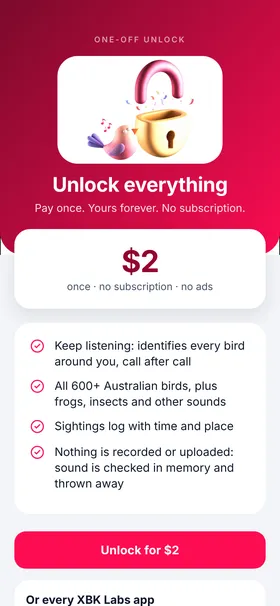 ONE-OFF UNLOCK
Unlock everything
Pay once. Yours forever. No subscription.
$2
once · no subscription · no ads
Keep listening: identifies every bird
around you, call after call
All 600+ Australian birds, plus
frogs, insects and other sounds
Sightings log with time and place
Nothing is recorded or uploaded:
sound is checked in memory and
thrown away
Unlock for $2
Or every XBK Labs app